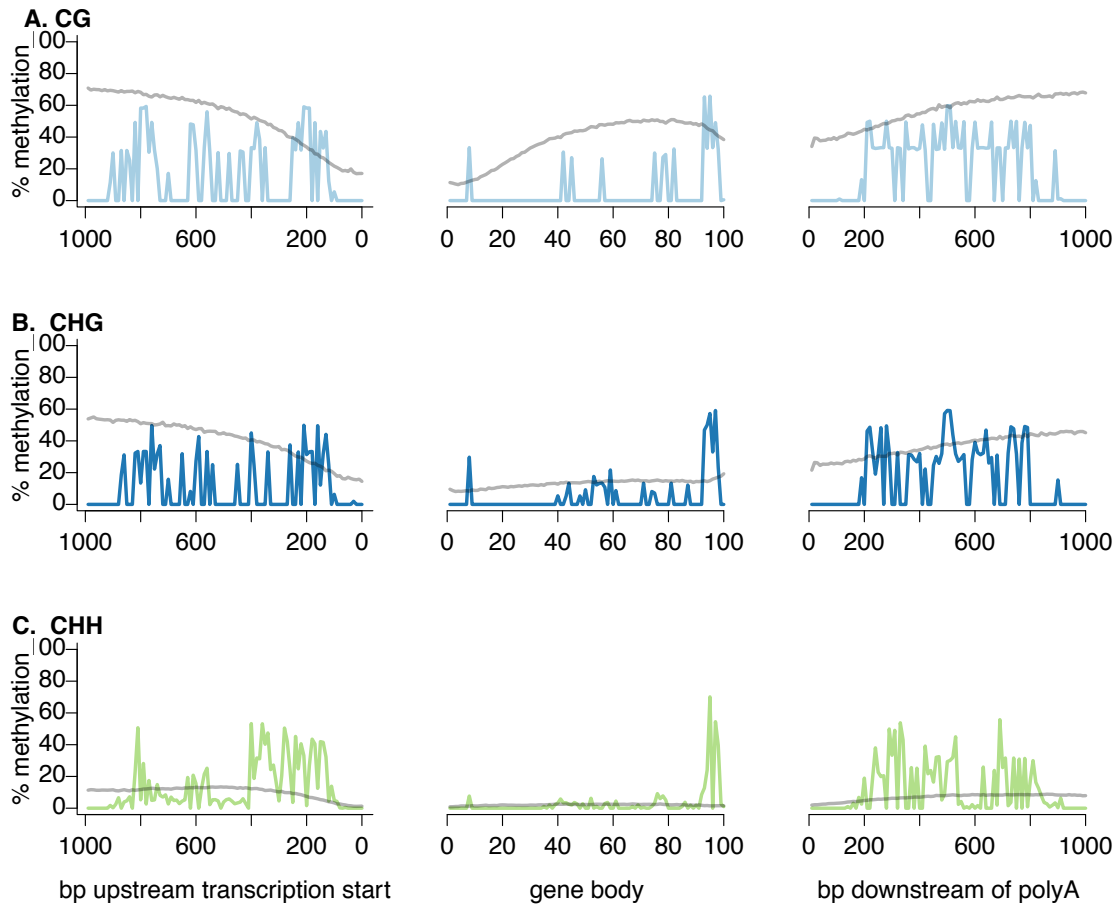 A. CG
% methylation
00
80
60
40
20
0
1000 600 200 0
0 20 40 60 80 100
0 200 600 1000
B. CHG
% methylation
00
80
60
40
20
0
1000 600 200 0
0 20 40 60 80 100
0 200 600 1000
C. CHH
% methylation
00
80
60
40
20
0
1000 600 200 0
0 20 40 60 80 100
0 200 600 1000
bp upstream transcription start
gene body
bp downstream of polyA